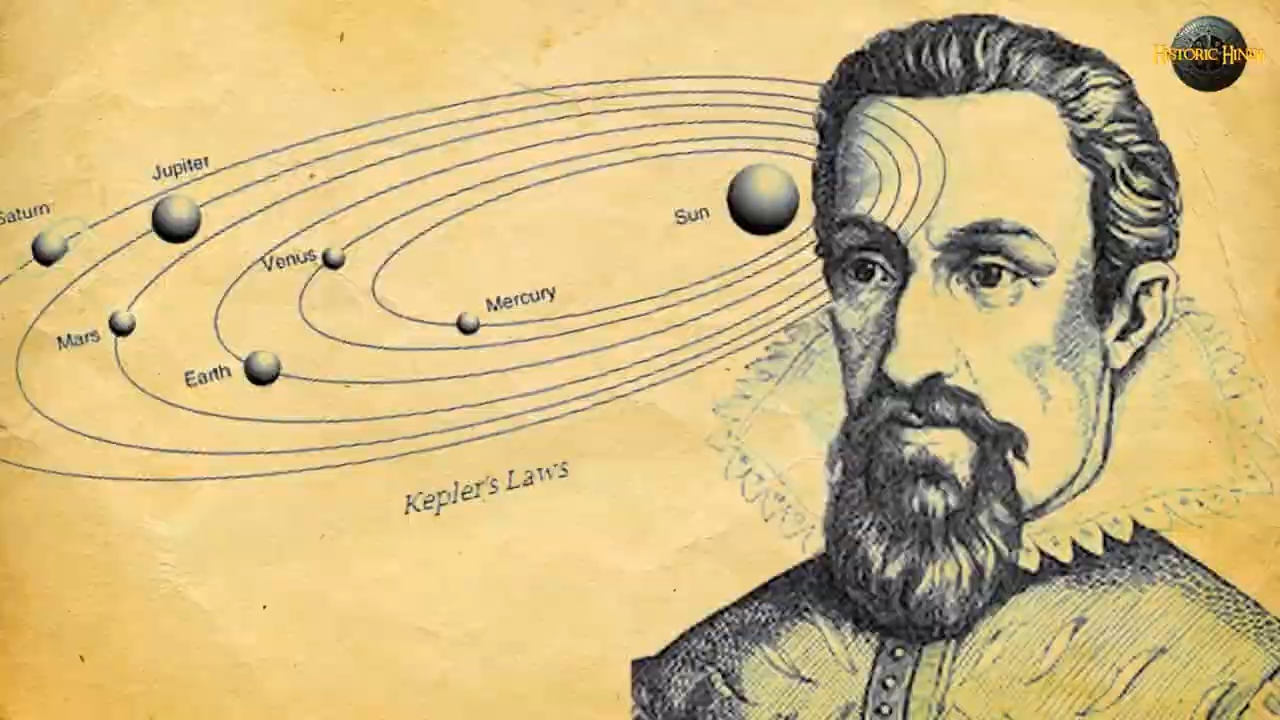 HISTORIC HINDI
Jupiter
Saturn
Sun
Venus
Mercury
Mars
Earth
Kepler's Laws